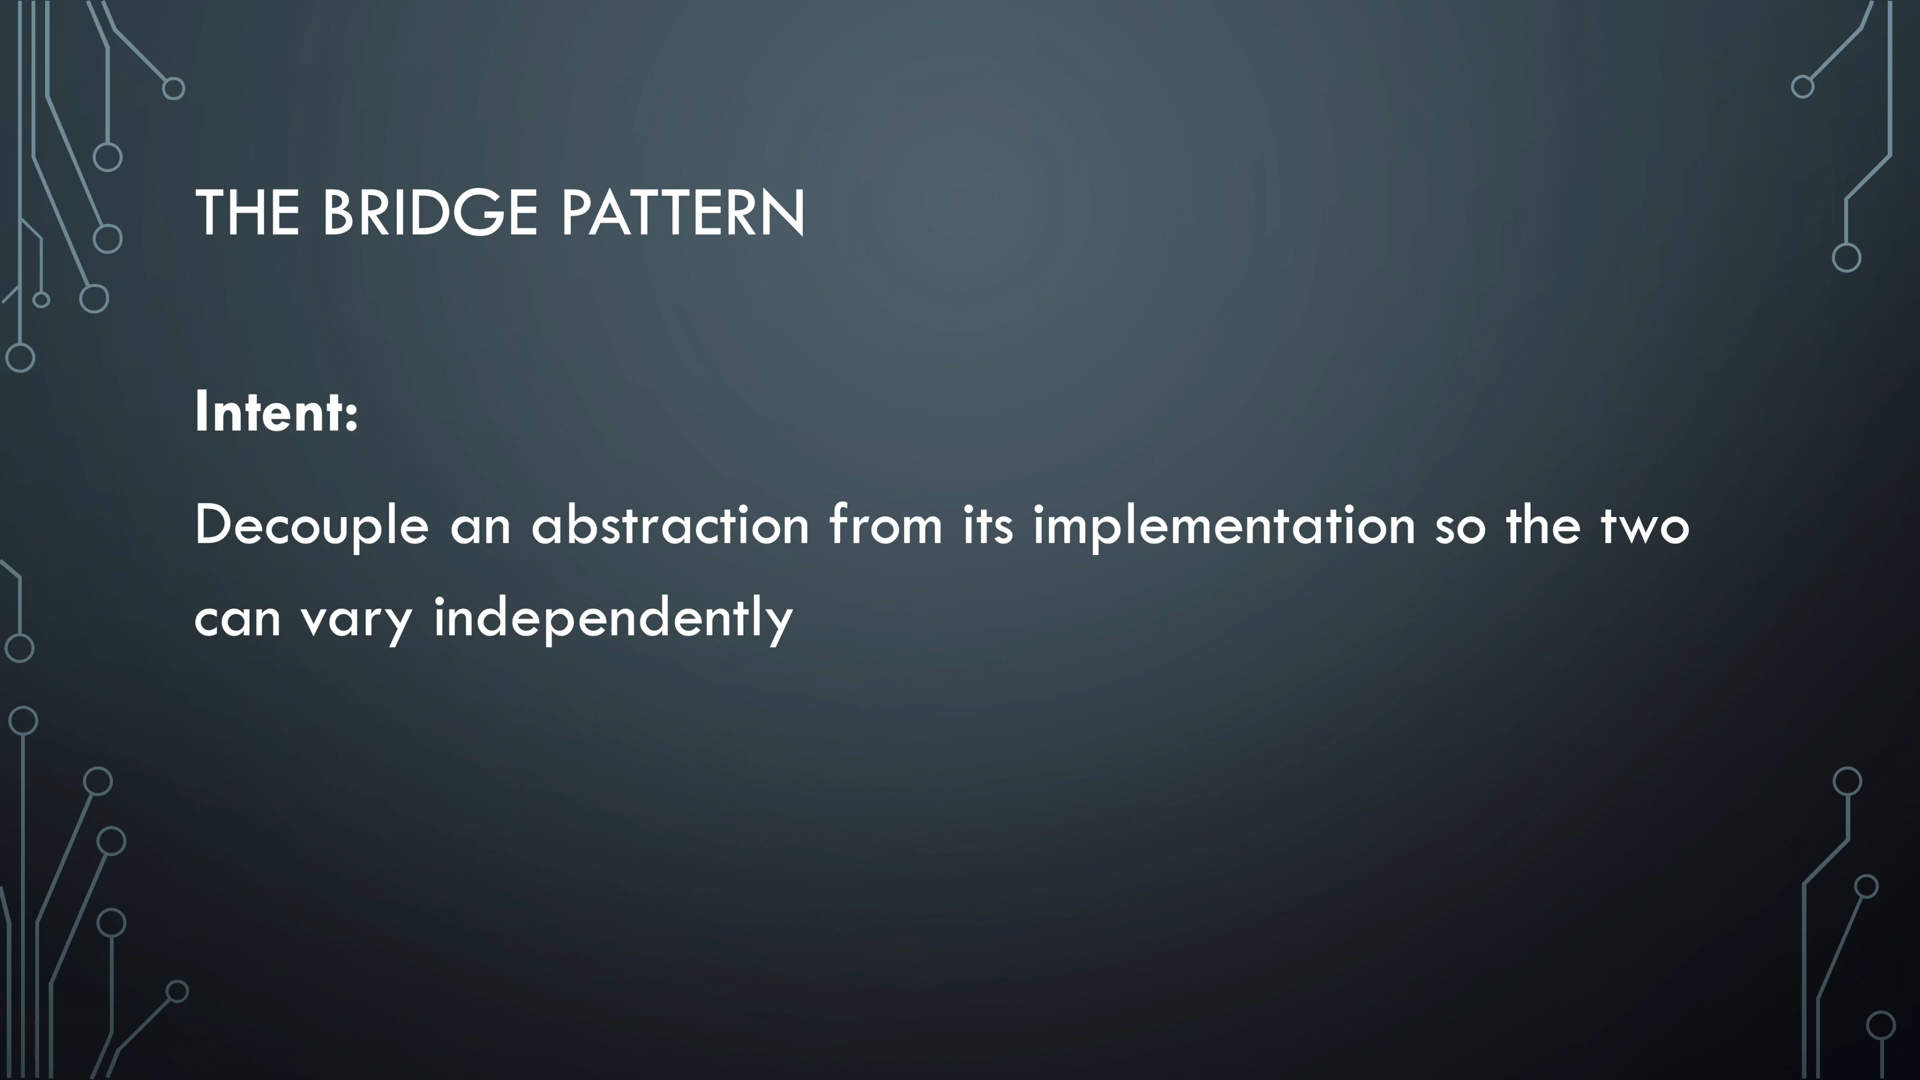 THE BRIDGE PATTERN
Intent:
Decouple an abstraction from its implementation so the two
can vary independently